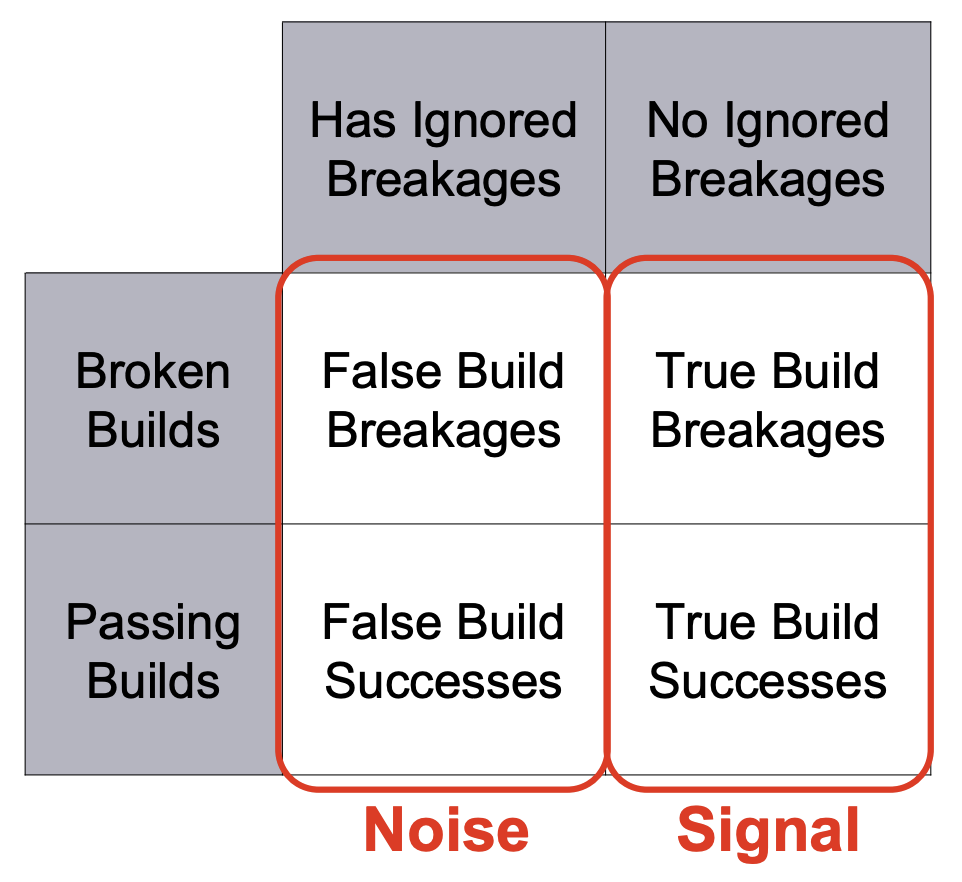 Has Ignored
Breakages
No Ignored
Breakages
Broken
Builds
False Build
Breakages
True Build
Breakages
Passing
Builds
False Build
Successes
True Build
Successes
Noise
Signal